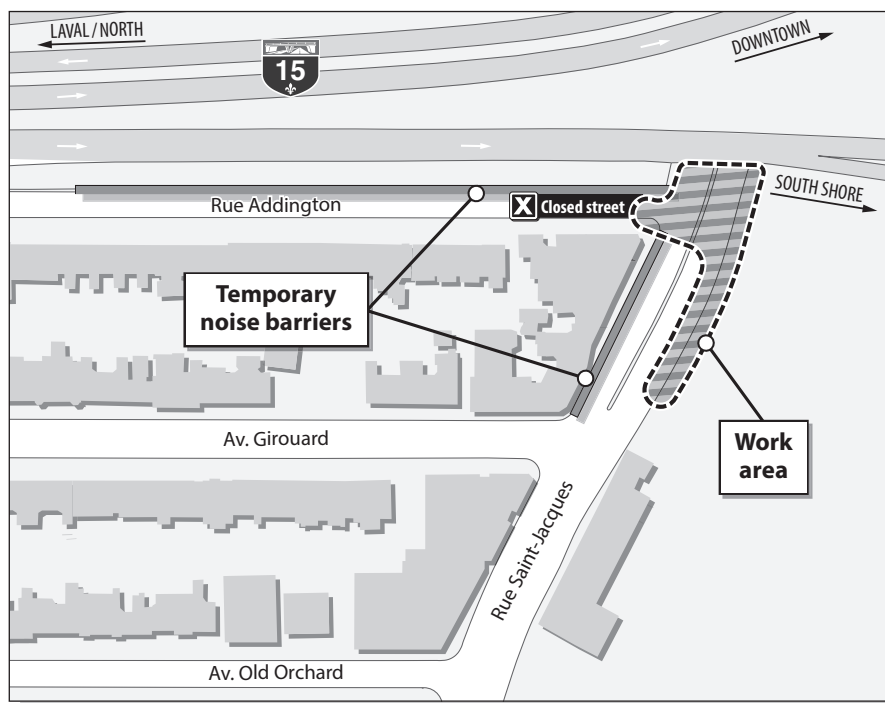 LAVAL / NORTH
DOWNTOWN
15
SOUTH SHORE
Rue Addington
X Closed street
Temporary
noise barriers
Av. Girouard
Work
area
Rue Saint-Jacques
Av. Old Orchard